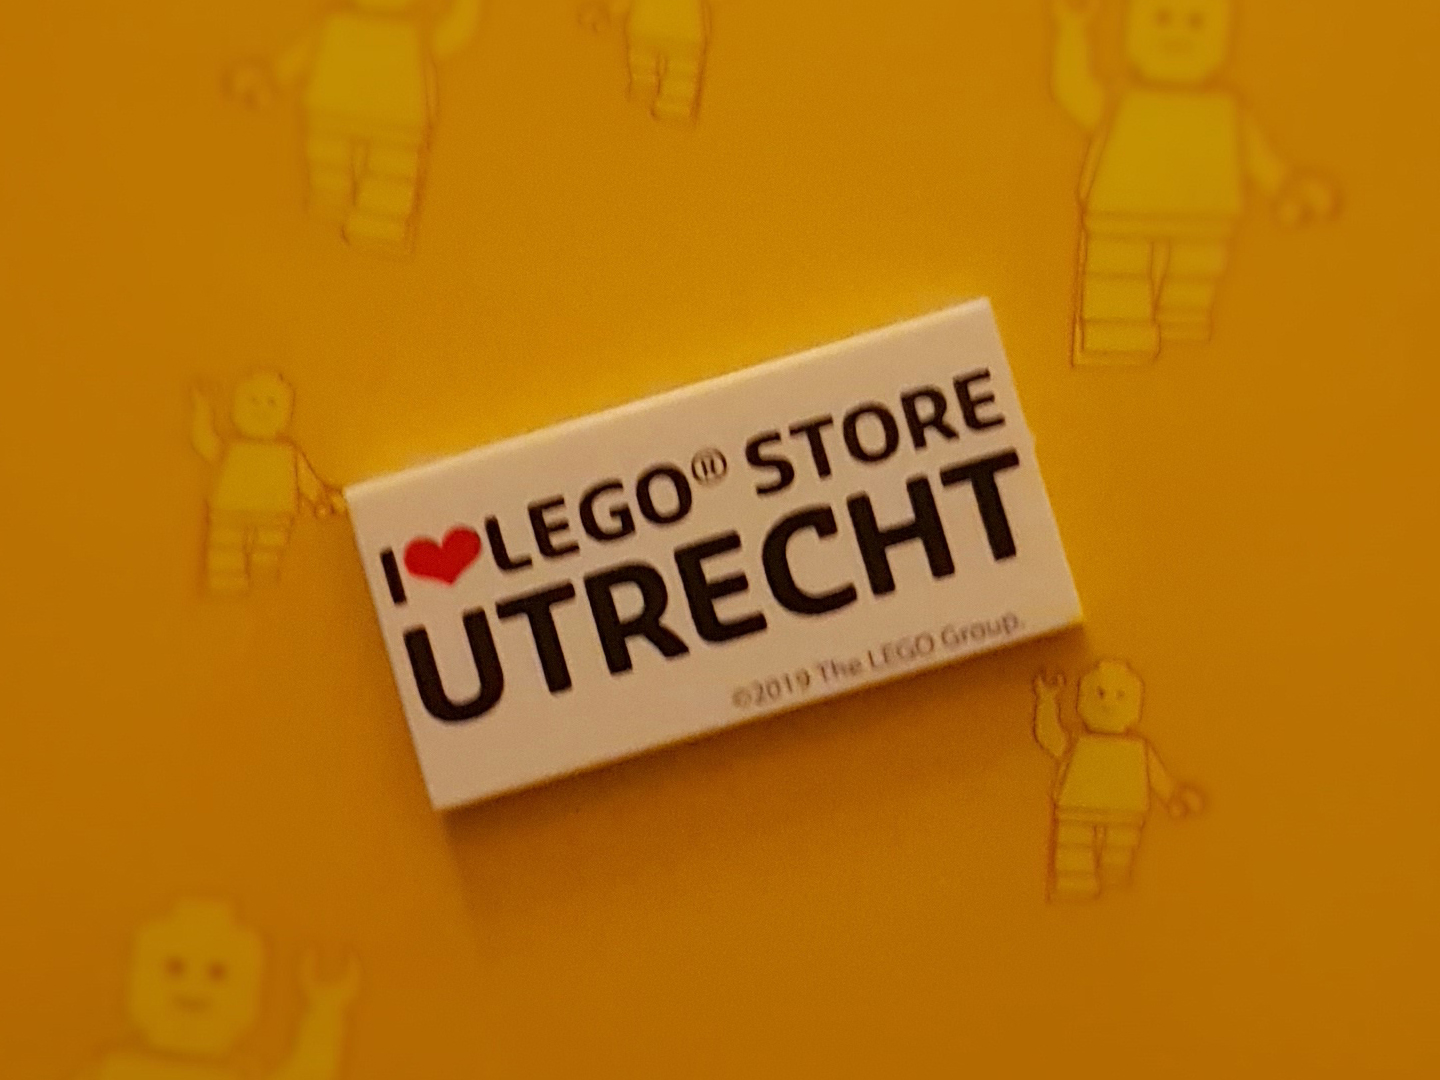 I❤LEGO® STORE
UTRECHT
©2019 The LEGO Group.